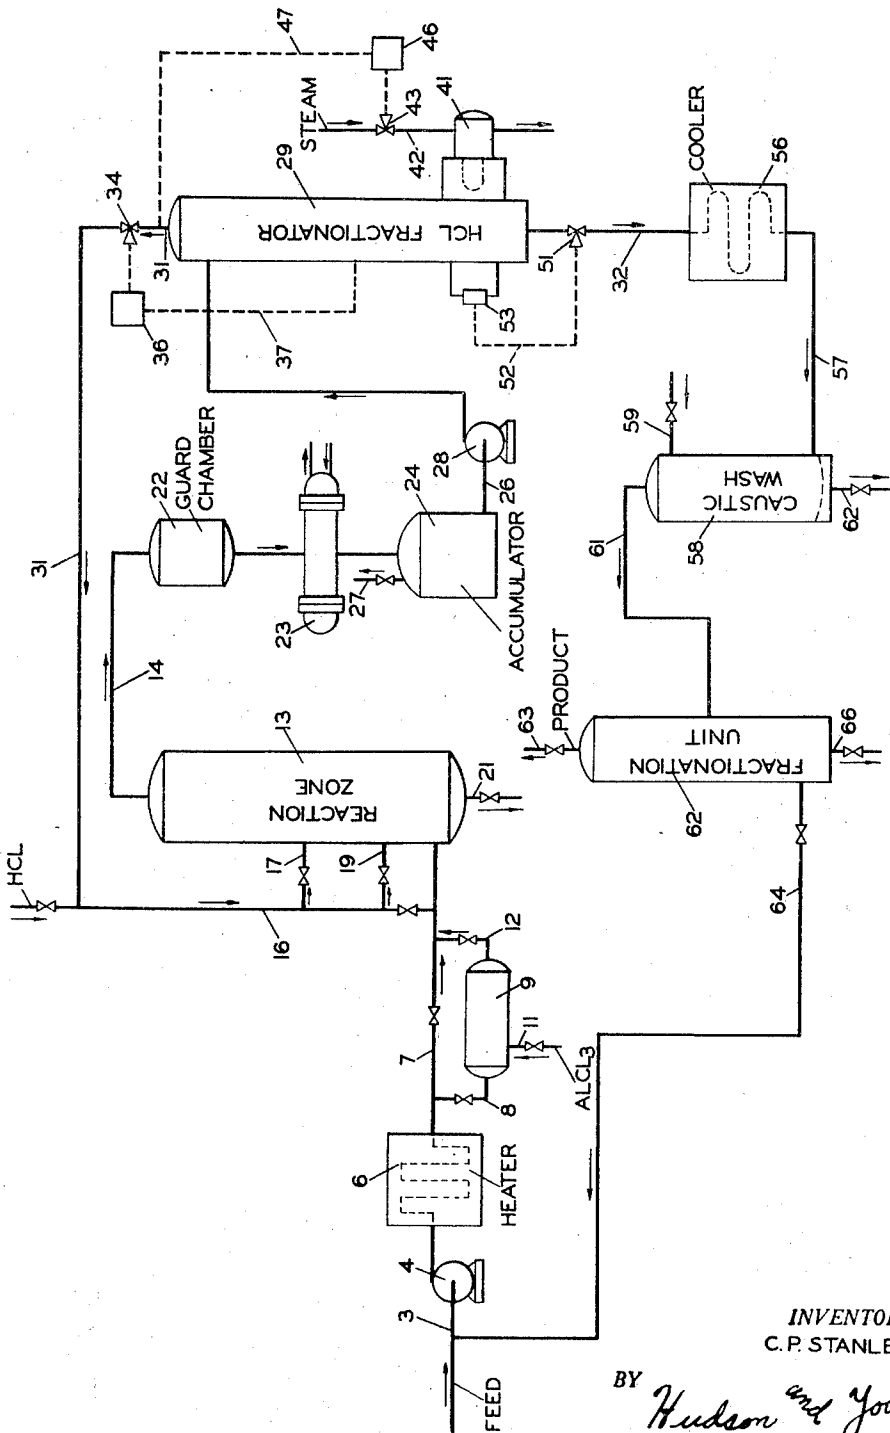 47
46
STEAM
43
42
41
34
31
29
HCL FRACTIONATOR
36
37
51
32
53
52
COOLER
56
57
31
22
GUARD
CHAMBER
23
27
24
ACCUMULATOR
28
26
59
CAUSTIC
WASH
58
62
61
14
13
REACTION
ZONE
21
17
19
HCL
16
63
PRODUCT
FRACTIONATION
UNIT
62
66
64
12
9
11
ALCL3
8
7
6
HEATER
4
3
FEED
INVENTO
C.P. STANLE
BY
Hudson and You